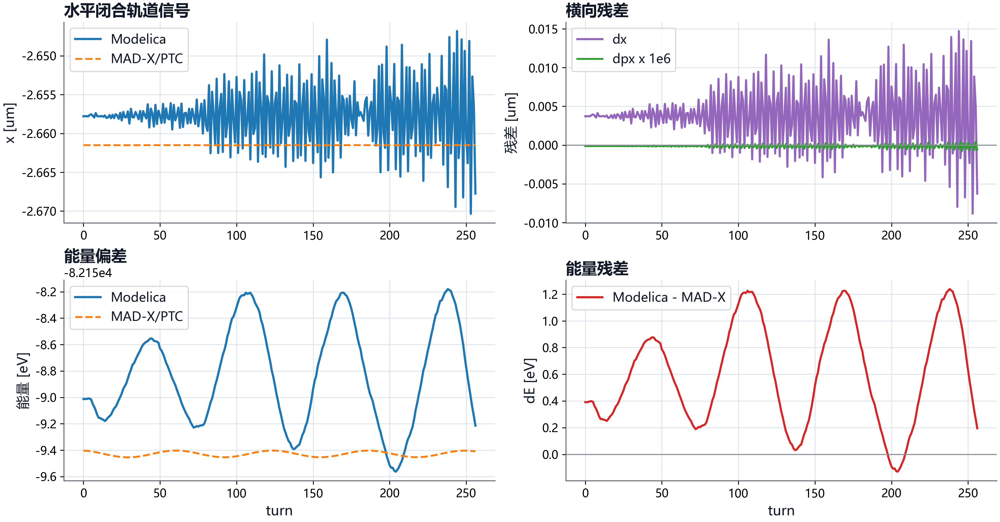 水平闭合轨道信号
x [um]
-2.650
-2.655
-2.660
-2.665
-2.670
Modelica
MAD-X/PTC
0 50 100 150 200 250
横向残差
残差 [um]
0.015
0.010
0.005
0.000
-0.005
-0.010
dx
dpx x 1e6
0 50 100 150 200 250
能量偏差
-8.215e4
能量 [eV]
-8.2
-8.4
-8.6
-8.8
-9.0
-9.2
-9.4
-9.6
Modelica
MAD-X/PTC
0 50 100 150 200 250
turn
能量残差
dE [eV]
1.2
1.0
0.8
0.6
0.4
0.2
0.0
Modelica - MAD-X
0 50 100 150 200 250
turn